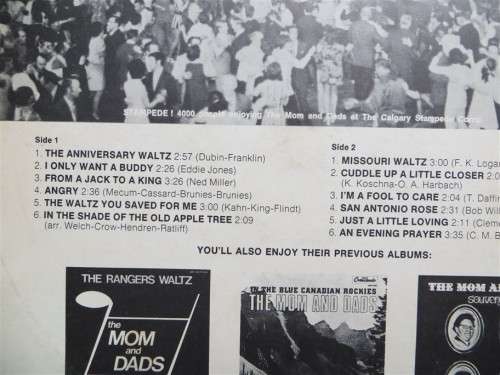 STAMPEDE! 4000 people enjoying The Mom and Dads at The Calgary Stampede Corral
Side 1
1. THE ANNIVERSARY WALTZ 2:57 (Dubin-Franklin)
2. I ONLY WANT A BUDDY 2:26 (Eddie Jones)
3. FROM A JACK TO A KING 3:26 (Ned Miller)
4. ANGRY 2:36 (Mecum-Cassard-Brunies-Brunies)
5. THE WALTZ YOU SAVED FOR ME 3:00 (Kahn-King-Flindt)
6. IN THE SHADE OF THE OLD APPLE TREE 2:09
(arr. Welch-Crow-Hendren-Ratliff)
Side 2
1. MISSOURI WALTZ 3:00 (F. K. Logan
2. CUDDLE UP A LITTLE CLOSER 2:0
(K. Koschna-O. A. Harbach)
3. I'M A FOOL TO CARE 2:04 (T. Daffin
4. SAN ANTONIO ROSE 2:31 (Bob Wil
5. JUST A LITTLE LOVING 2:11 (Cleme
6. AN EVENING PRAYER 3:35 (C. M. B
YOU'LL ALSO ENJOY THEIR PREVIOUS ALBUMS:
THE RANGERS WALTZ
the
MOM
and
DADS
IN THE BLUE CANADIAN ROCKIES
THE MOM AND DADS
THE MOM A
souveni